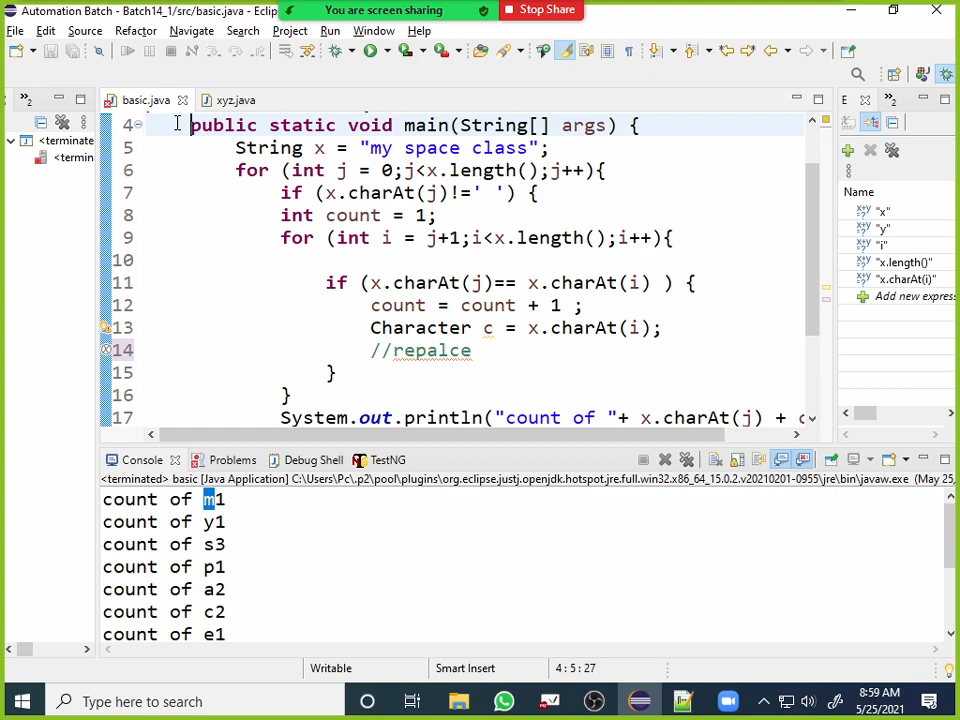 Automation Batch - Batch14_1/src/basic.java - Eclips
You are screen sharing
Stop Share
File Edit Source Refactor Navigate Search Project Run Window Help
basic.java
xyz.java
E
4 public static void main(String[] args) {
5 String x = "my space class";
6 for (int j = 0;j<x.length();j++){
7 if (x.charAt(j)!=' ') {
8 int count = 1;
9 for (int i = j+1;i<x.length();i++){
10
11 if (x.charAt(j)== x.charAt(i) ) {
12 count = count + 1 ;
13 Character c = x.charAt(i);
14 //repalce
15 }
16 }
17 System.out.println("count of "+ x.charAt(j) + c
<terminate
<termin
Name
"x"
"y"
"i"
"x.length()"
"x.charAt(i)"
Add new expres
Console Problems Debug Shell TestNG
<terminated> basic [Java Application] C:\Users\Pc\.p2\pool\plugins\org.eclipse.justj.openjdk.hotspot.jre.full.win32.x86_64_15.0.2.v20210201-0955\jre\bin\javaw.exe (May 25,
count of m1
count of y1
count of s3
count of p1
count of a2
count of c2
count of e1
Writable Smart Insert 4 : 5 : 27
Type here to search
8:59 AM
5/25/2021